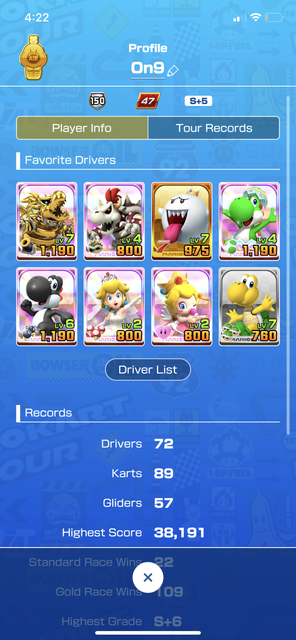 4:22
Profile
On9
150
47
S+5
Player Info
Tour Records
Favorite Drivers
LV 7
1,190
LV 4
800
LV 7
975
LV 4
1,190
LV 6
1,190
LV 2
800
LV 2
800
LV 7
760
Driver List
Records
Drivers 72
Karts 89
Gliders 57
Highest Score 38,191
Standard Race Wins 22
Gold Race Wins 109
Highest Grade S+6